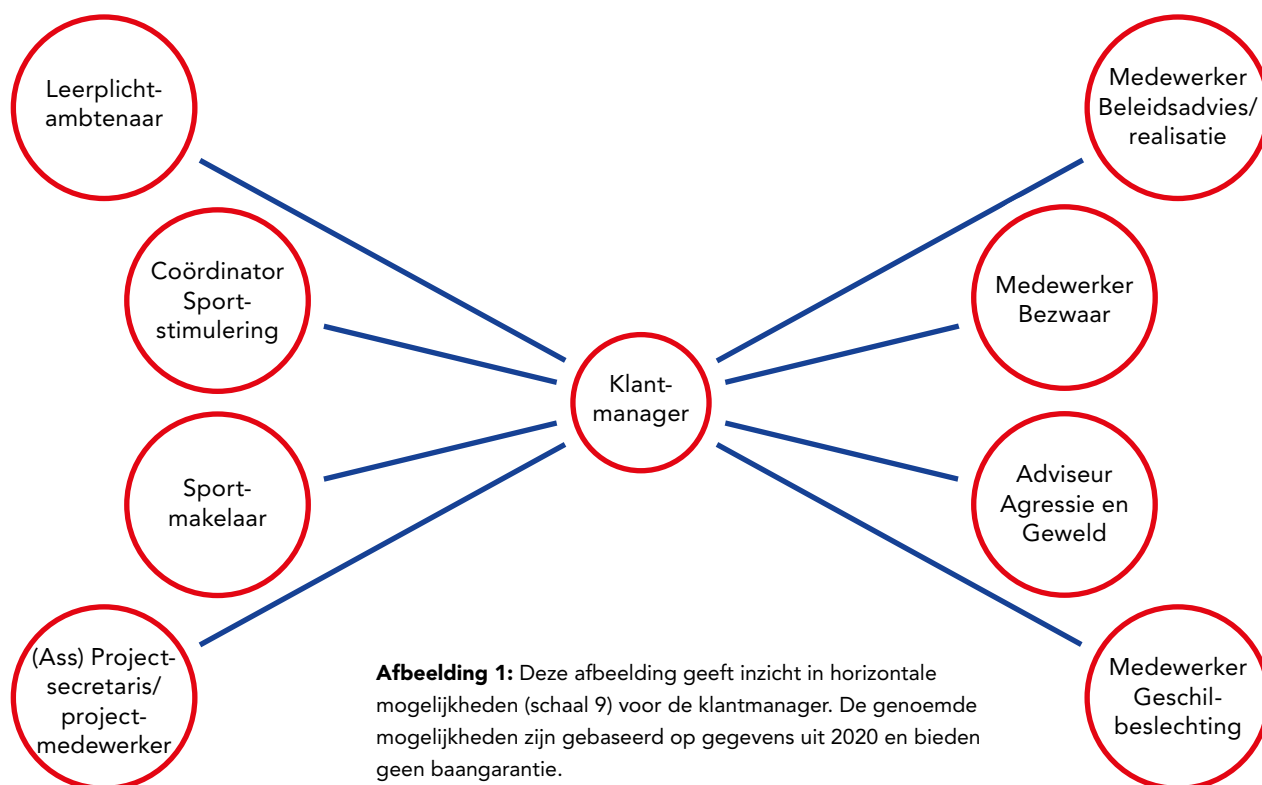 Leerplicht-
ambtenaar
Coördinator
Sport-
stimulering
Sport-
makelaar
(Ass) Project-
secretaris/
project-
medewerker
Klant-
manager
Medewerker
Beleidsadvies/
realisatie
Medewerker
Bezwaar
Adviseur
Agressie en
Geweld
Medewerker
Geschil-
beslechting
Afbeelding 1: Deze afbeelding geeft inzicht in horizontale
mogelijkheden (schaal 9) voor de klantmanager. De genoemde
mogelijkheden zijn gebaseerd op gegevens uit 2020 en bieden
geen baangarantie.